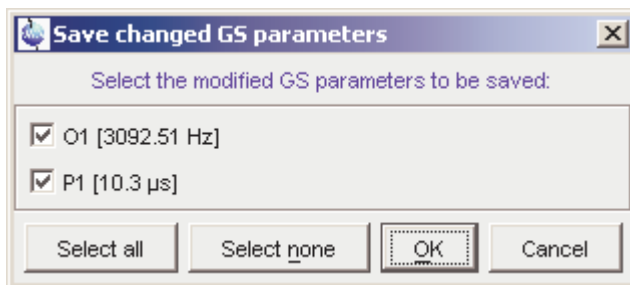 Save changed GS parameters
Select the modified GS parameters to be saved:
O1 [3092.51 Hz]
P1 [10.3 µs]
Select all Select none OK Cancel